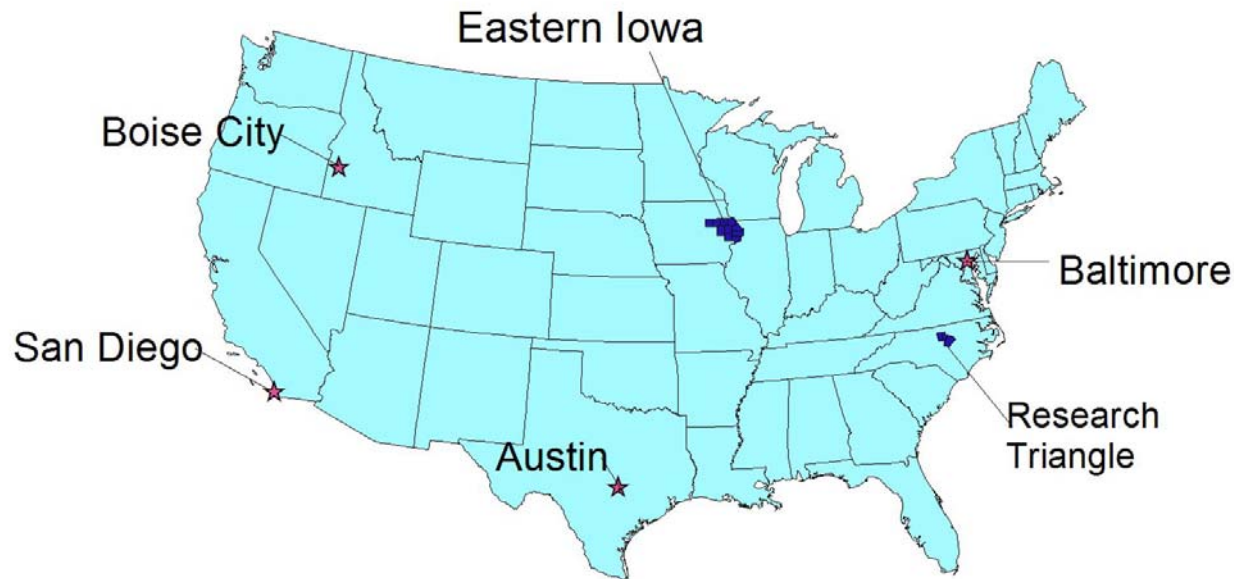 Eastern Iowa
Boise City
Baltimore
San Diego
Research
Triangle
Austin